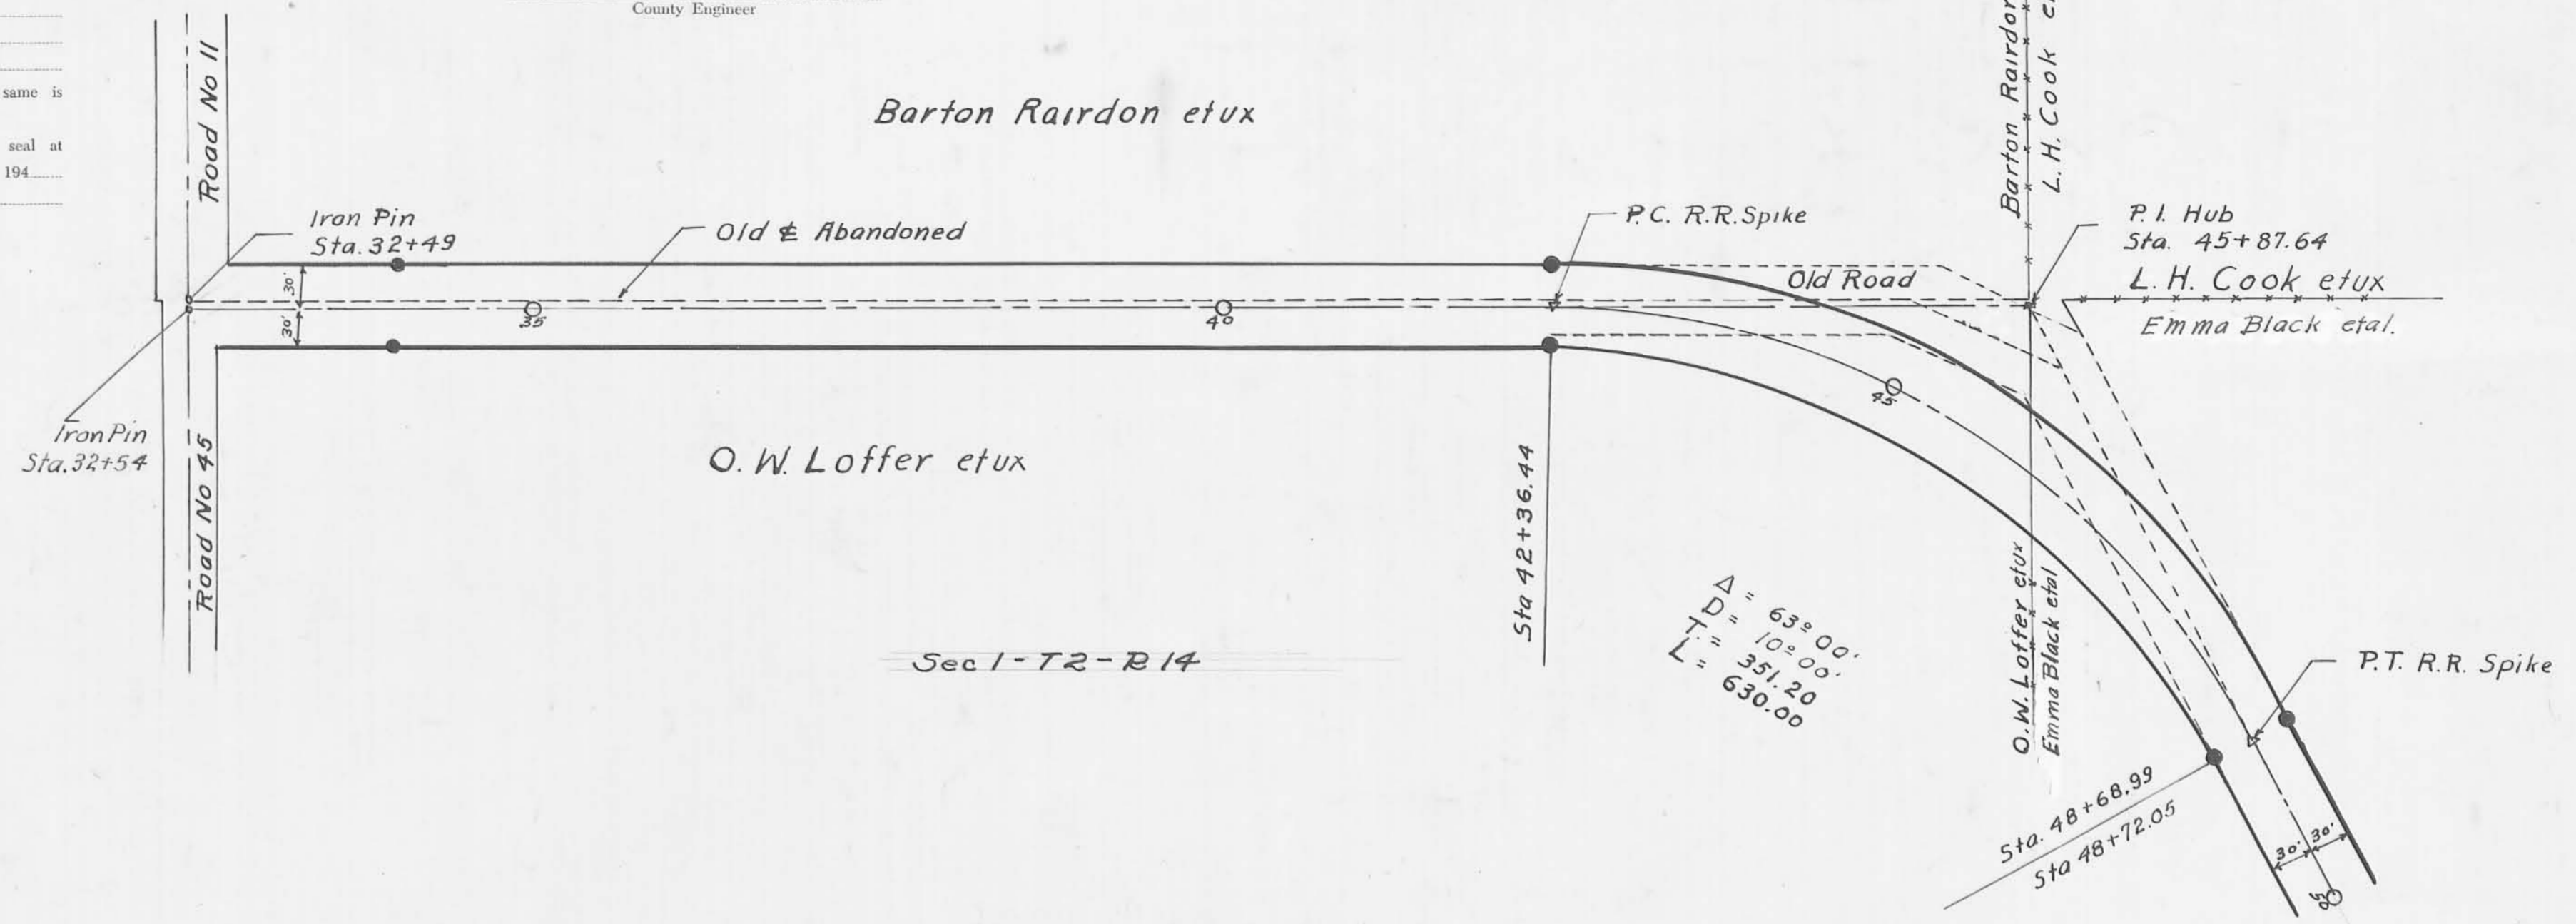 County Engineer
same is
seal at
194
Road No 11
Barton Rairdon etux
Barton Rairdon
L. H. Cook
Iron Pin
Sta. 32+49
Old ⅊ Abandoned
P.C. R.R. Spike
P. I. Hub
Sta. 45+87.64
L. H. Cook etux
Emma Black etal.
Old Road
30'
30'
35
40
45
Iron Pin
Sta. 32+54
Road No 45
O. W. Loffer etux
Sta 42+36.44
Sec 1 - T2 - R 14
Δ = 63º 00'
D = 10º 00'
T = 351.20
L = 630.00
O. W. Loffer etux
Emma Black etal
P.T. R.R. Spike
Sta. 48+68.99
Sta 48+72.05
30'
30'
50